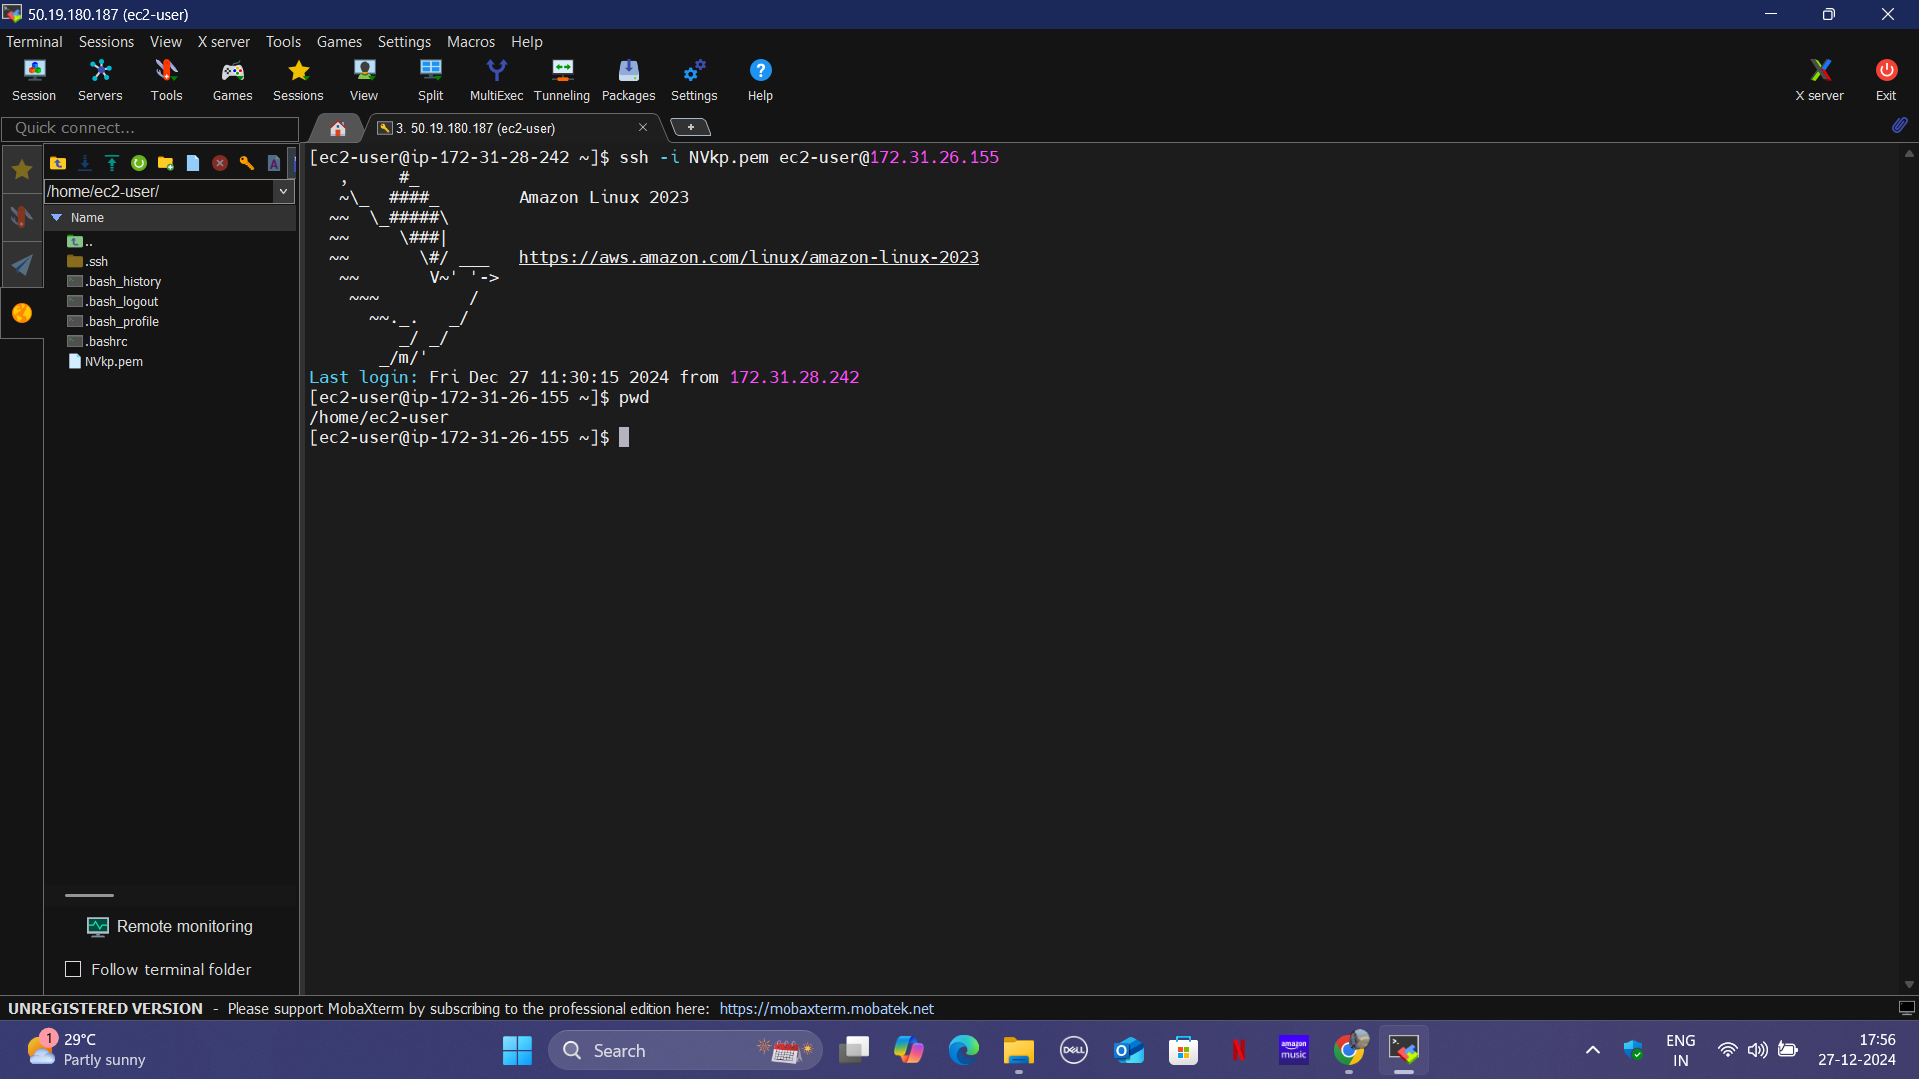 50.19.180.187 (ec2-user)
Terminal Sessions View X server Tools Games Settings Macros Help
Session Servers Tools Games Sessions View Split MultiExec Tunneling Packages Settings Help X server Exit
Quick connect...
3. 50.19.180.187 (ec2-user)
/home/ec2-user/
Name
..
.ssh
.bash_history
.bash_logout
.bash_profile
.bashrc
NVkp.pem
Remote monitoring
Follow terminal folder
[ec2-user@ip-172-31-28-242 ~]$ ssh -i NVkp.pem ec2-user@172.31.26.155
   ,     #_
   ~\_  ####_        Amazon Linux 2023
  ~~  \_#####\
  ~~     \###|
  ~~       \#/ ___   https://aws.amazon.com/linux/amazon-linux-2023
   ~~       V~' '->
    ~~~         /
      ~~._.   _/
         _/ _/
       _/m/'
Last login: Fri Dec 27 11:30:15 2024 from 172.31.28.242
[ec2-user@ip-172-31-26-155 ~]$ pwd
/home/ec2-user
[ec2-user@ip-172-31-26-155 ~]$
UNREGISTERED VERSION - Please support MobaXterm by subscribing to the professional edition here: https://mobaxterm.mobatek.net
1
29°C
Partly sunny
Search
DELL
amazon music
ENG
IN
17:56
27-12-2024